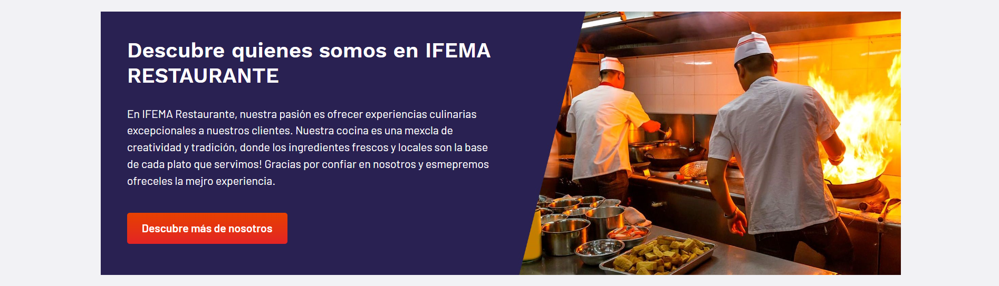 Descubre quienes somos en IFEMA
RESTAURANTE
En IFEMA Restaurante, nuestra pasión es ofrecer experiencias culinarias
excepcionales a nuestros clientes. Nuestra cocina es una mexcla de
creatividad y tradición, donde los ingredientes frescos y locales son la base
de cada plato que servimos! Gracias por confiar en nosotros y esmepremos
ofreceles la mejro experiencia.
Descubre más de nosotros